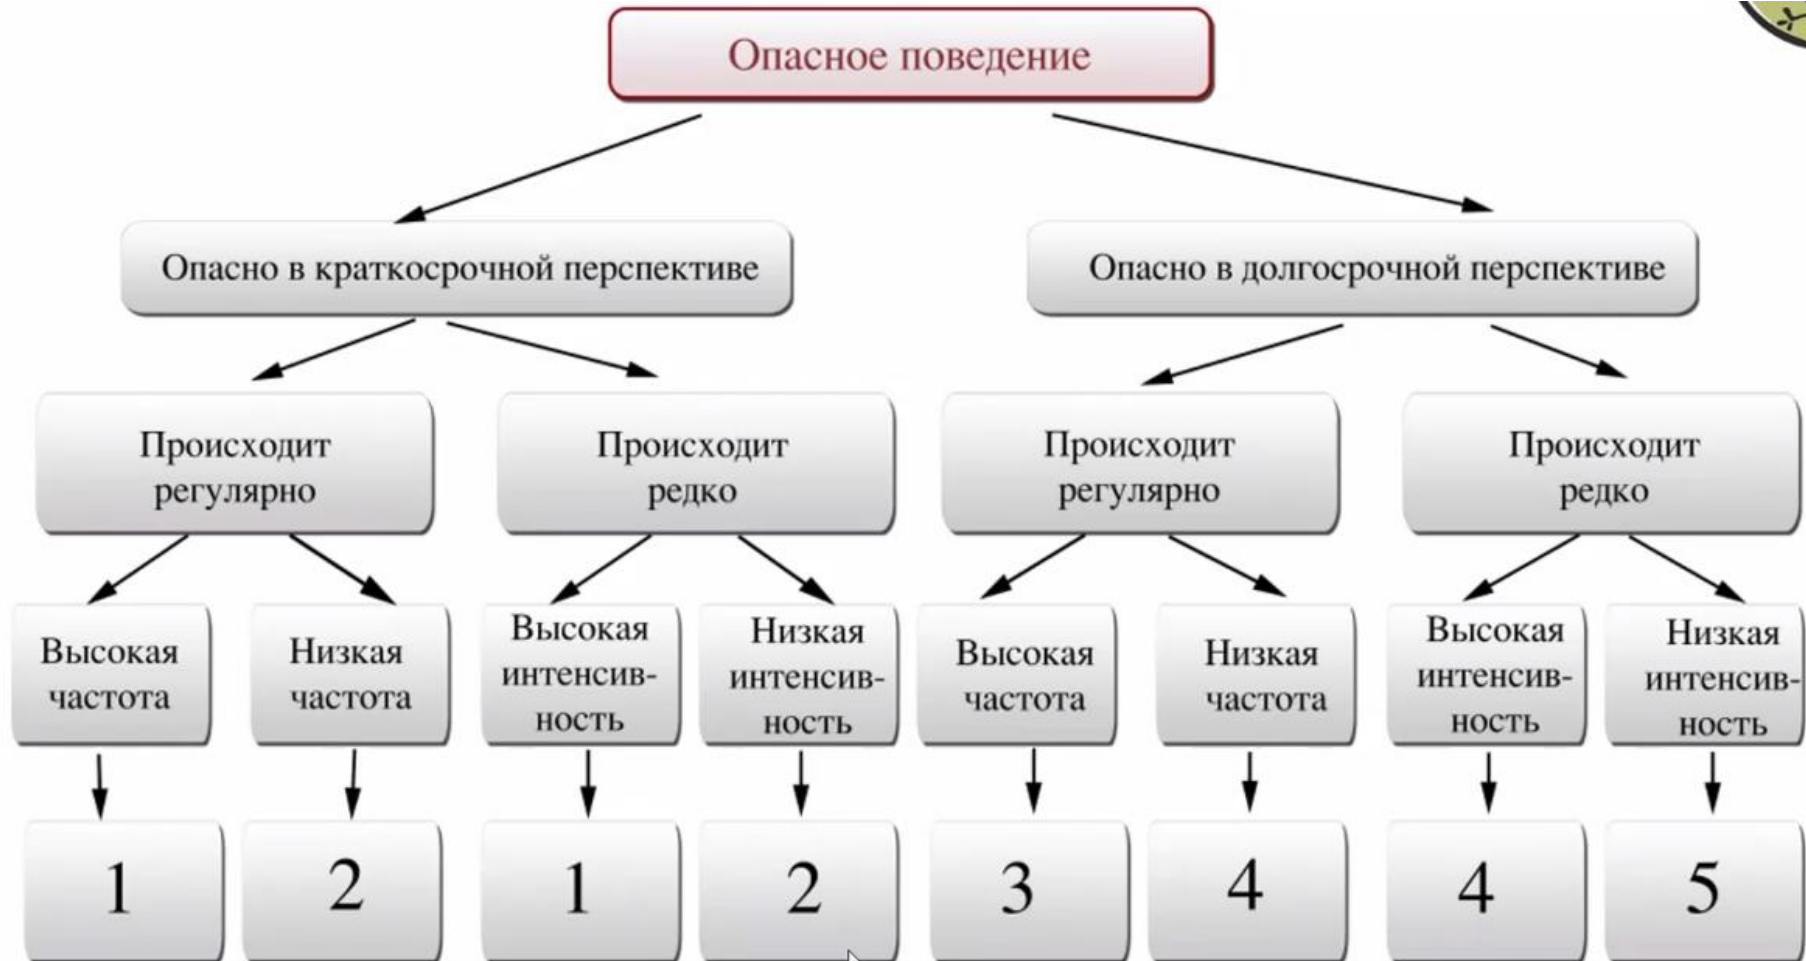 Опасное поведение
Опасно в краткосрочной перспективе
Опасно в долгосрочной перспективе
Происходит
регулярно
Происходит
редко
Происходит
регулярно
Происходит
редко
Высокая
частота
Низкая
частота
Высокая
интенсив-
ность
Низкая
интенсив-
ность
Высокая
частота
Низкая
частота
Высокая
интенсив-
ность
Низкая
интенсив-
ность
1
2
1
2
3
4
4
5